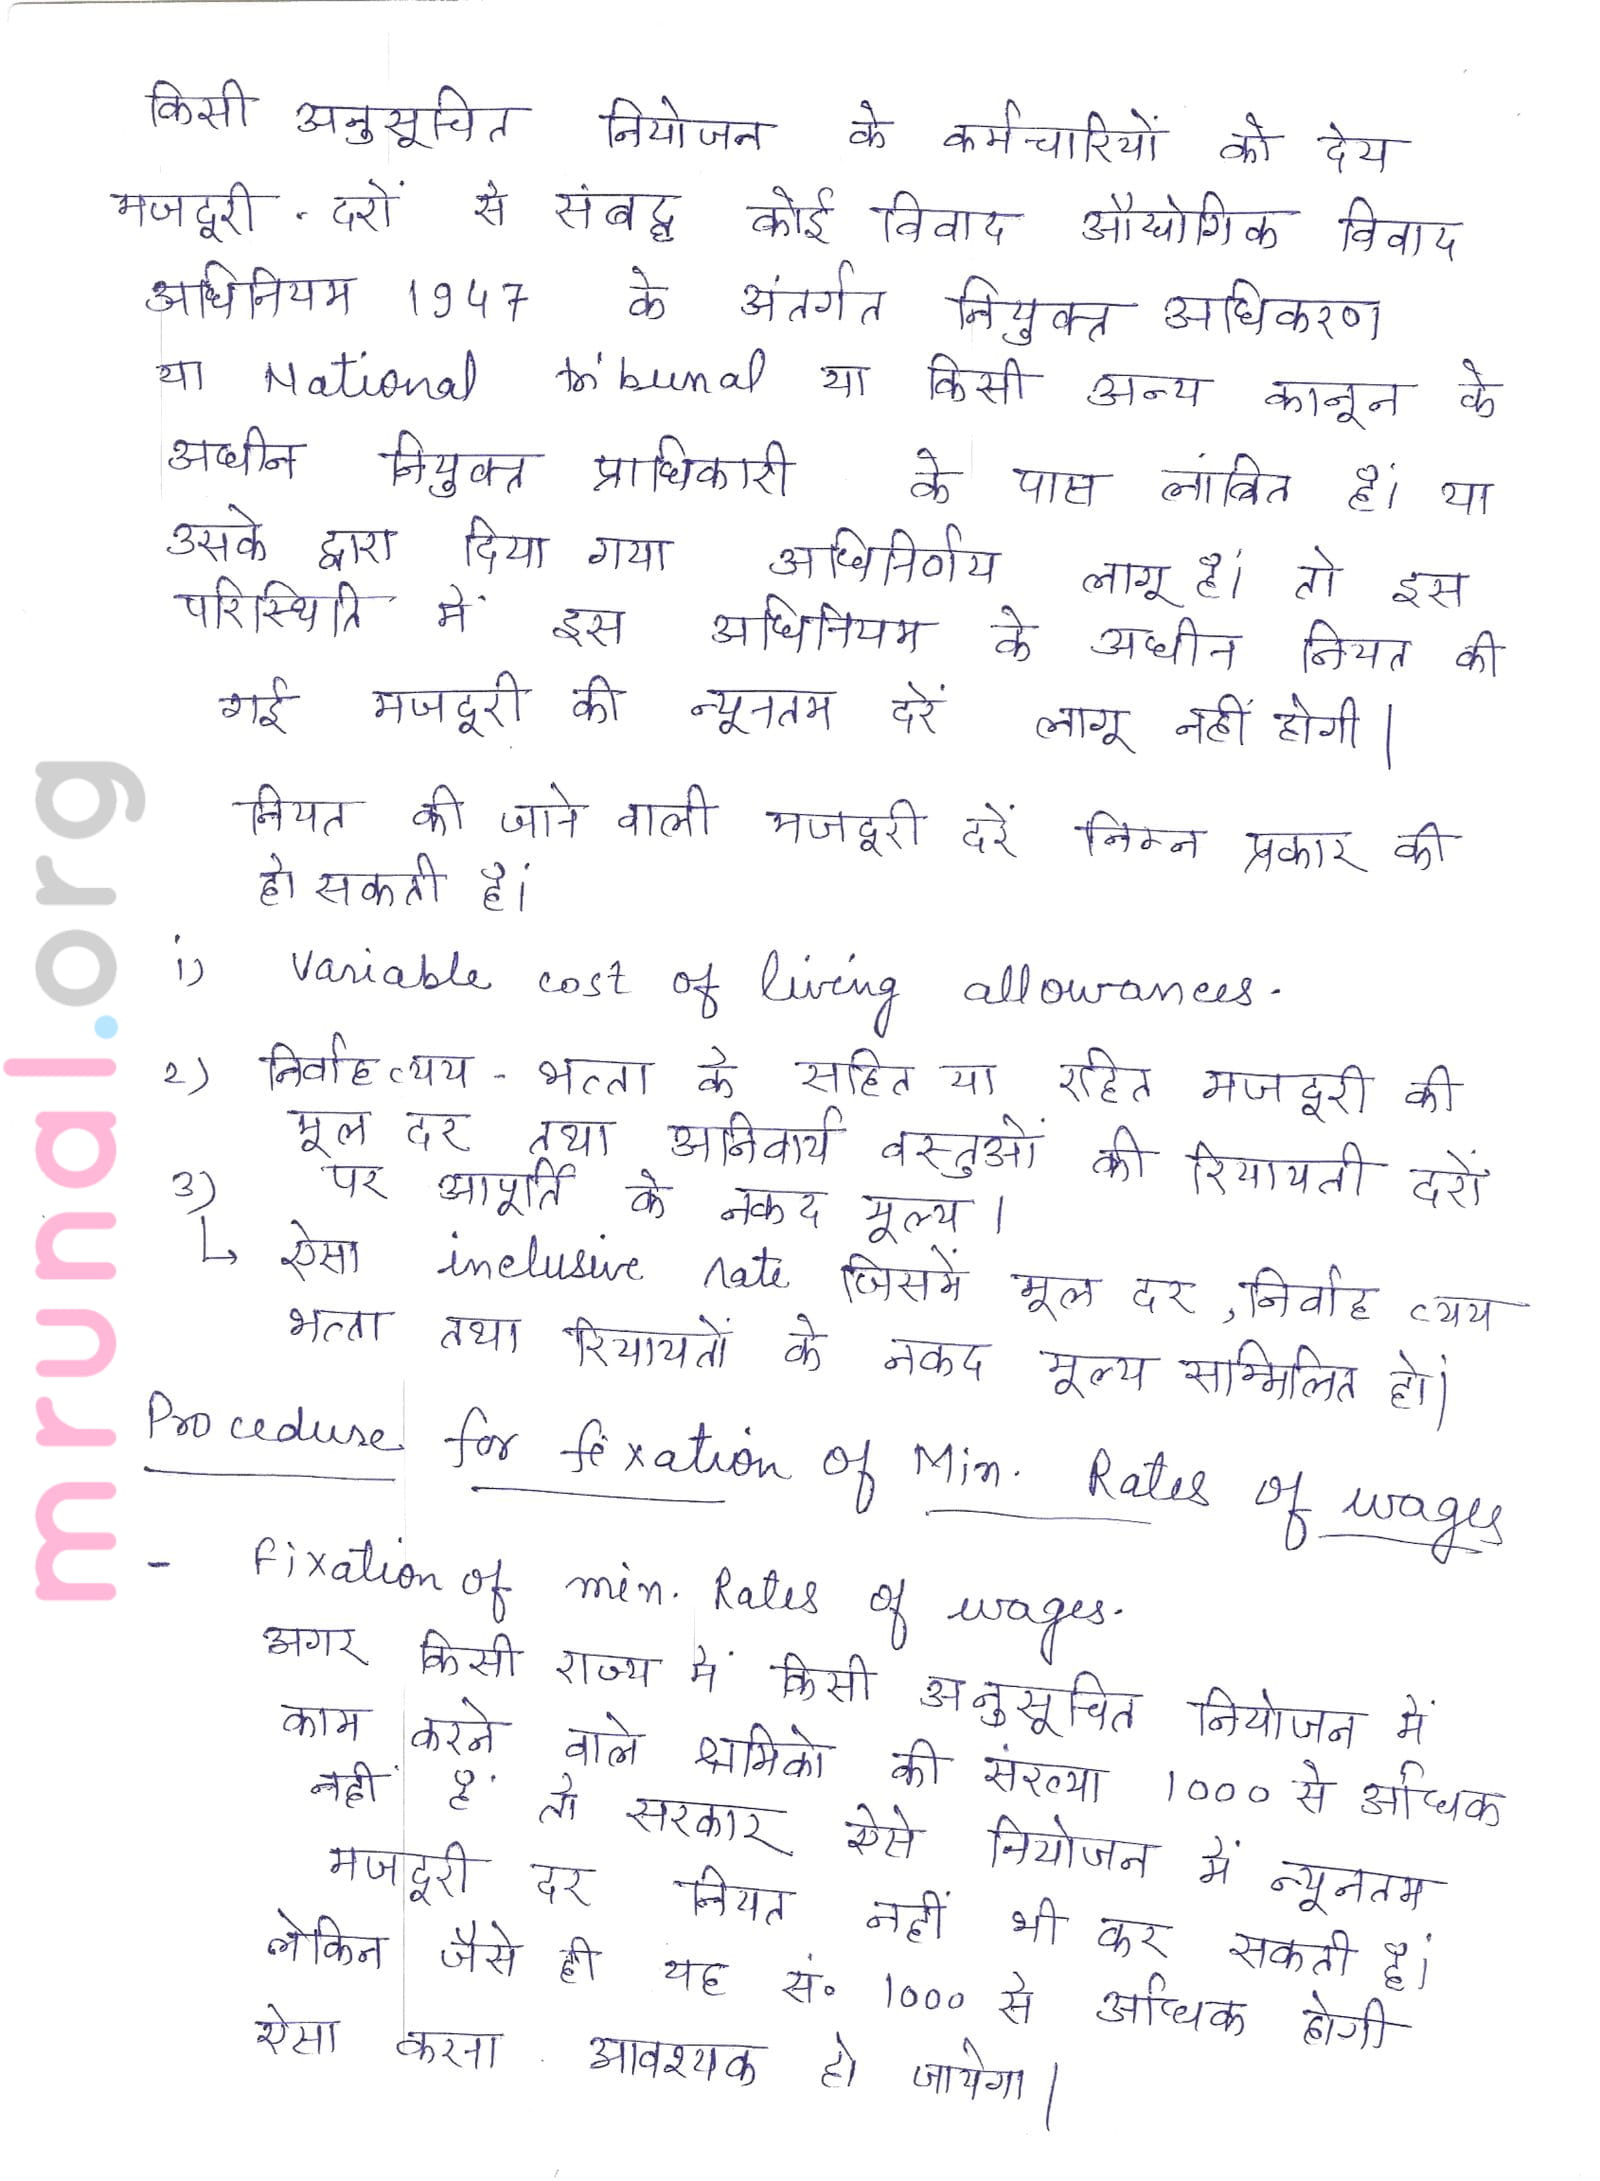 किसी अनुसूचित नियोजन के कर्मचारियों को देय
मजदूरी - दरों से संबद्ध कोई विवाद औद्योगिक विवाद
अधिनियम 1947 के अंतर्गत नियुक्त अधिकरण
या National tribunal या किसी अन्य कानून के
अधीन नियुक्त प्राधिकारी के पास लांबित हैं। या
उसके द्वारा दिया गया अधिनिर्णय लागू हैं। तो इस
परिस्थिति में इस अधिनियम के अधीन नियत की
गई मजदूरी की न्यूनतम दरें लागू नहीं होगी।
नियत की जाने वाली मजदूरी दरें निम्न प्रकार की
हो सकती हैं।
i) variable cost of living allowances.
2) निर्वाह व्यय - भत्ता के सहित या रहित मजदूरी की
मूल दर तथा अनिवार्य वस्तुओं की रियायती दरों
पर आपूर्ति के नकद मूल्य।
3)
↳ ऐसा inclusive rate जिसमें मूल दर, निर्वाह व्यय
भत्ता तथा रियायतों के नकद मूल्य सम्मिलित हो।
Procedure for fixation of Min. Rates of wages
- Fixation of min. Rates of wages.
अगर किसी राज्य में किसी अनुसूचित नियोजन में
काम करने वाले श्रमिको की संख्या 1000 से अधिक
नहीं हैं तो सरकार ऐसे नियोजन में न्यूनतम
मजदूरी दर नियत नहीं भी कर सकती हैं।
लेकिन जैसे ही यह सं॰ 1000 से अधिक होगी
ऐसा करना आवश्यक हो जायेगा।
mrunal.org